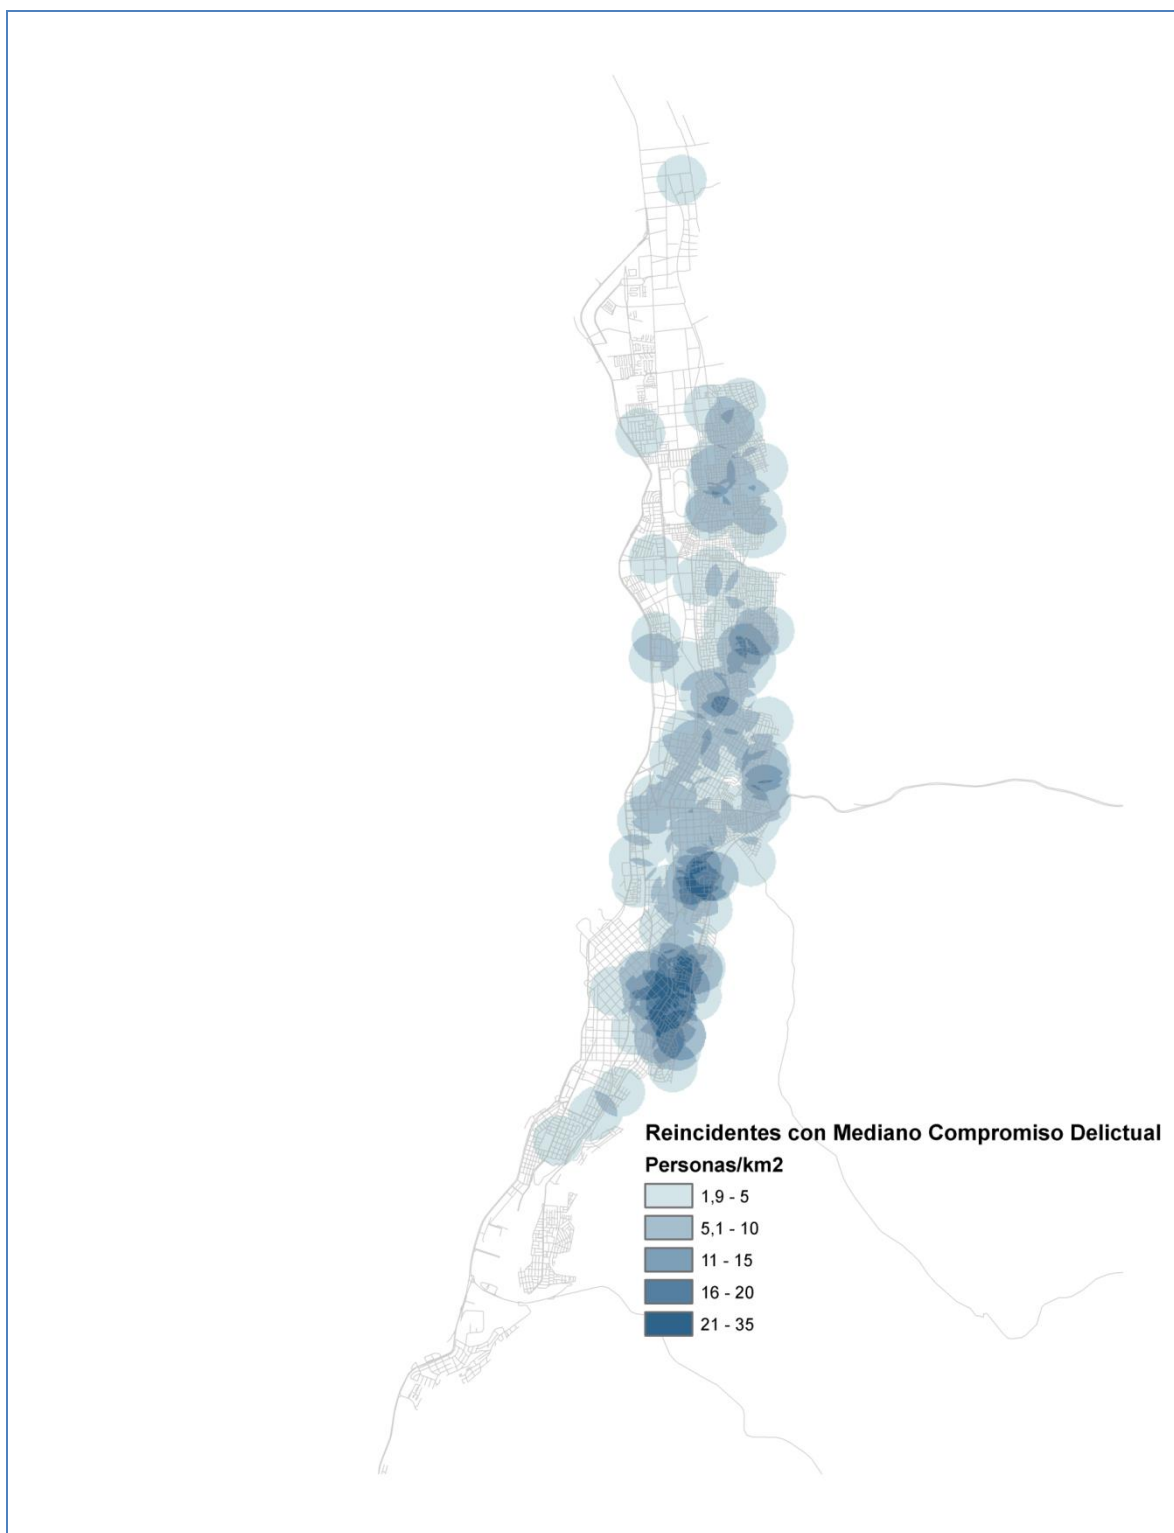 Reincidentes con Mediano Compromiso Delictual
Personas/km2
1,9 - 5
5,1 - 10
11 - 15
16 - 20
21 - 35